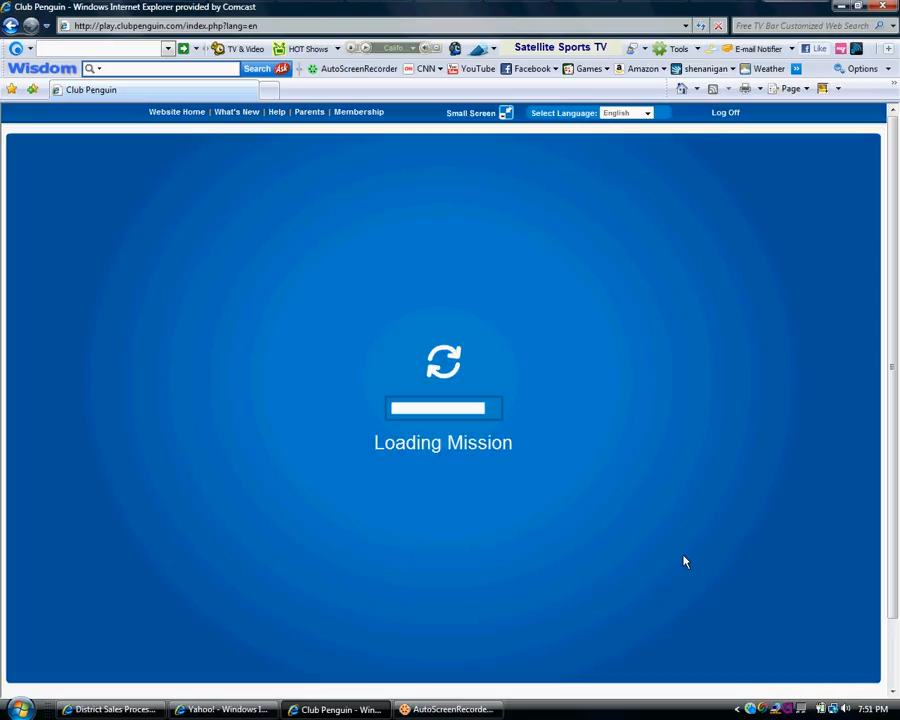 Club Penguin - Windows Internet Explorer provided by Comcast
http://play.clubpenguin.com/index.php?lang=en
Free TV Bar Customized Web Search
TV & Video
HOT Shows
Satellite Sports TV
Tools
E-mail Notifier
Like
Wisdom
Search Ask
AutoScreenRecorder
CNN
YouTube
Facebook
Games
Amazon
shenanigan
Weather
Options
Club Penguin
Page
Website Home | What's New | Help | Parents | Membership
Small Screen
Select Language: English
Log Off
Loading Mission
District Sales Proces...
Yahoo! - Windows I...
Club Penguin - Win...
AutoScreenRecorde...
7:51 PM